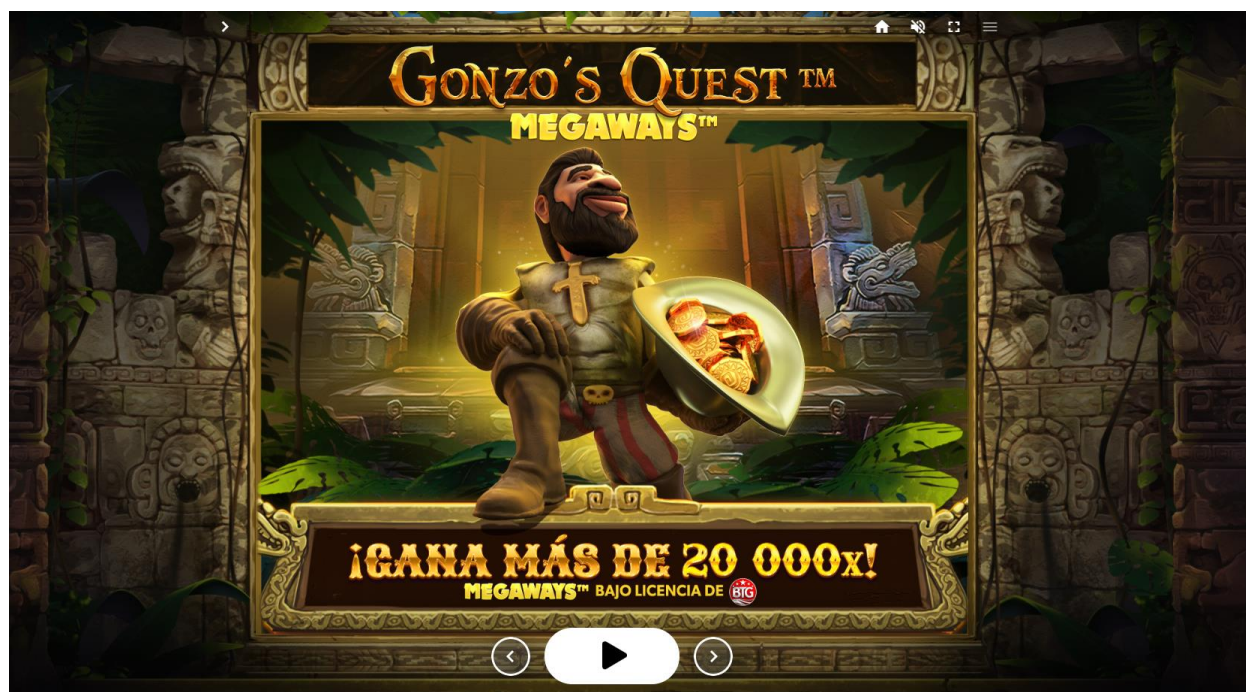 GONZO´S QUEST ™
MEGAWAYS™
¡GANA MÁS DE 20 000x!
MEGAWAYS™ BAJO LICENCIA DE BTG